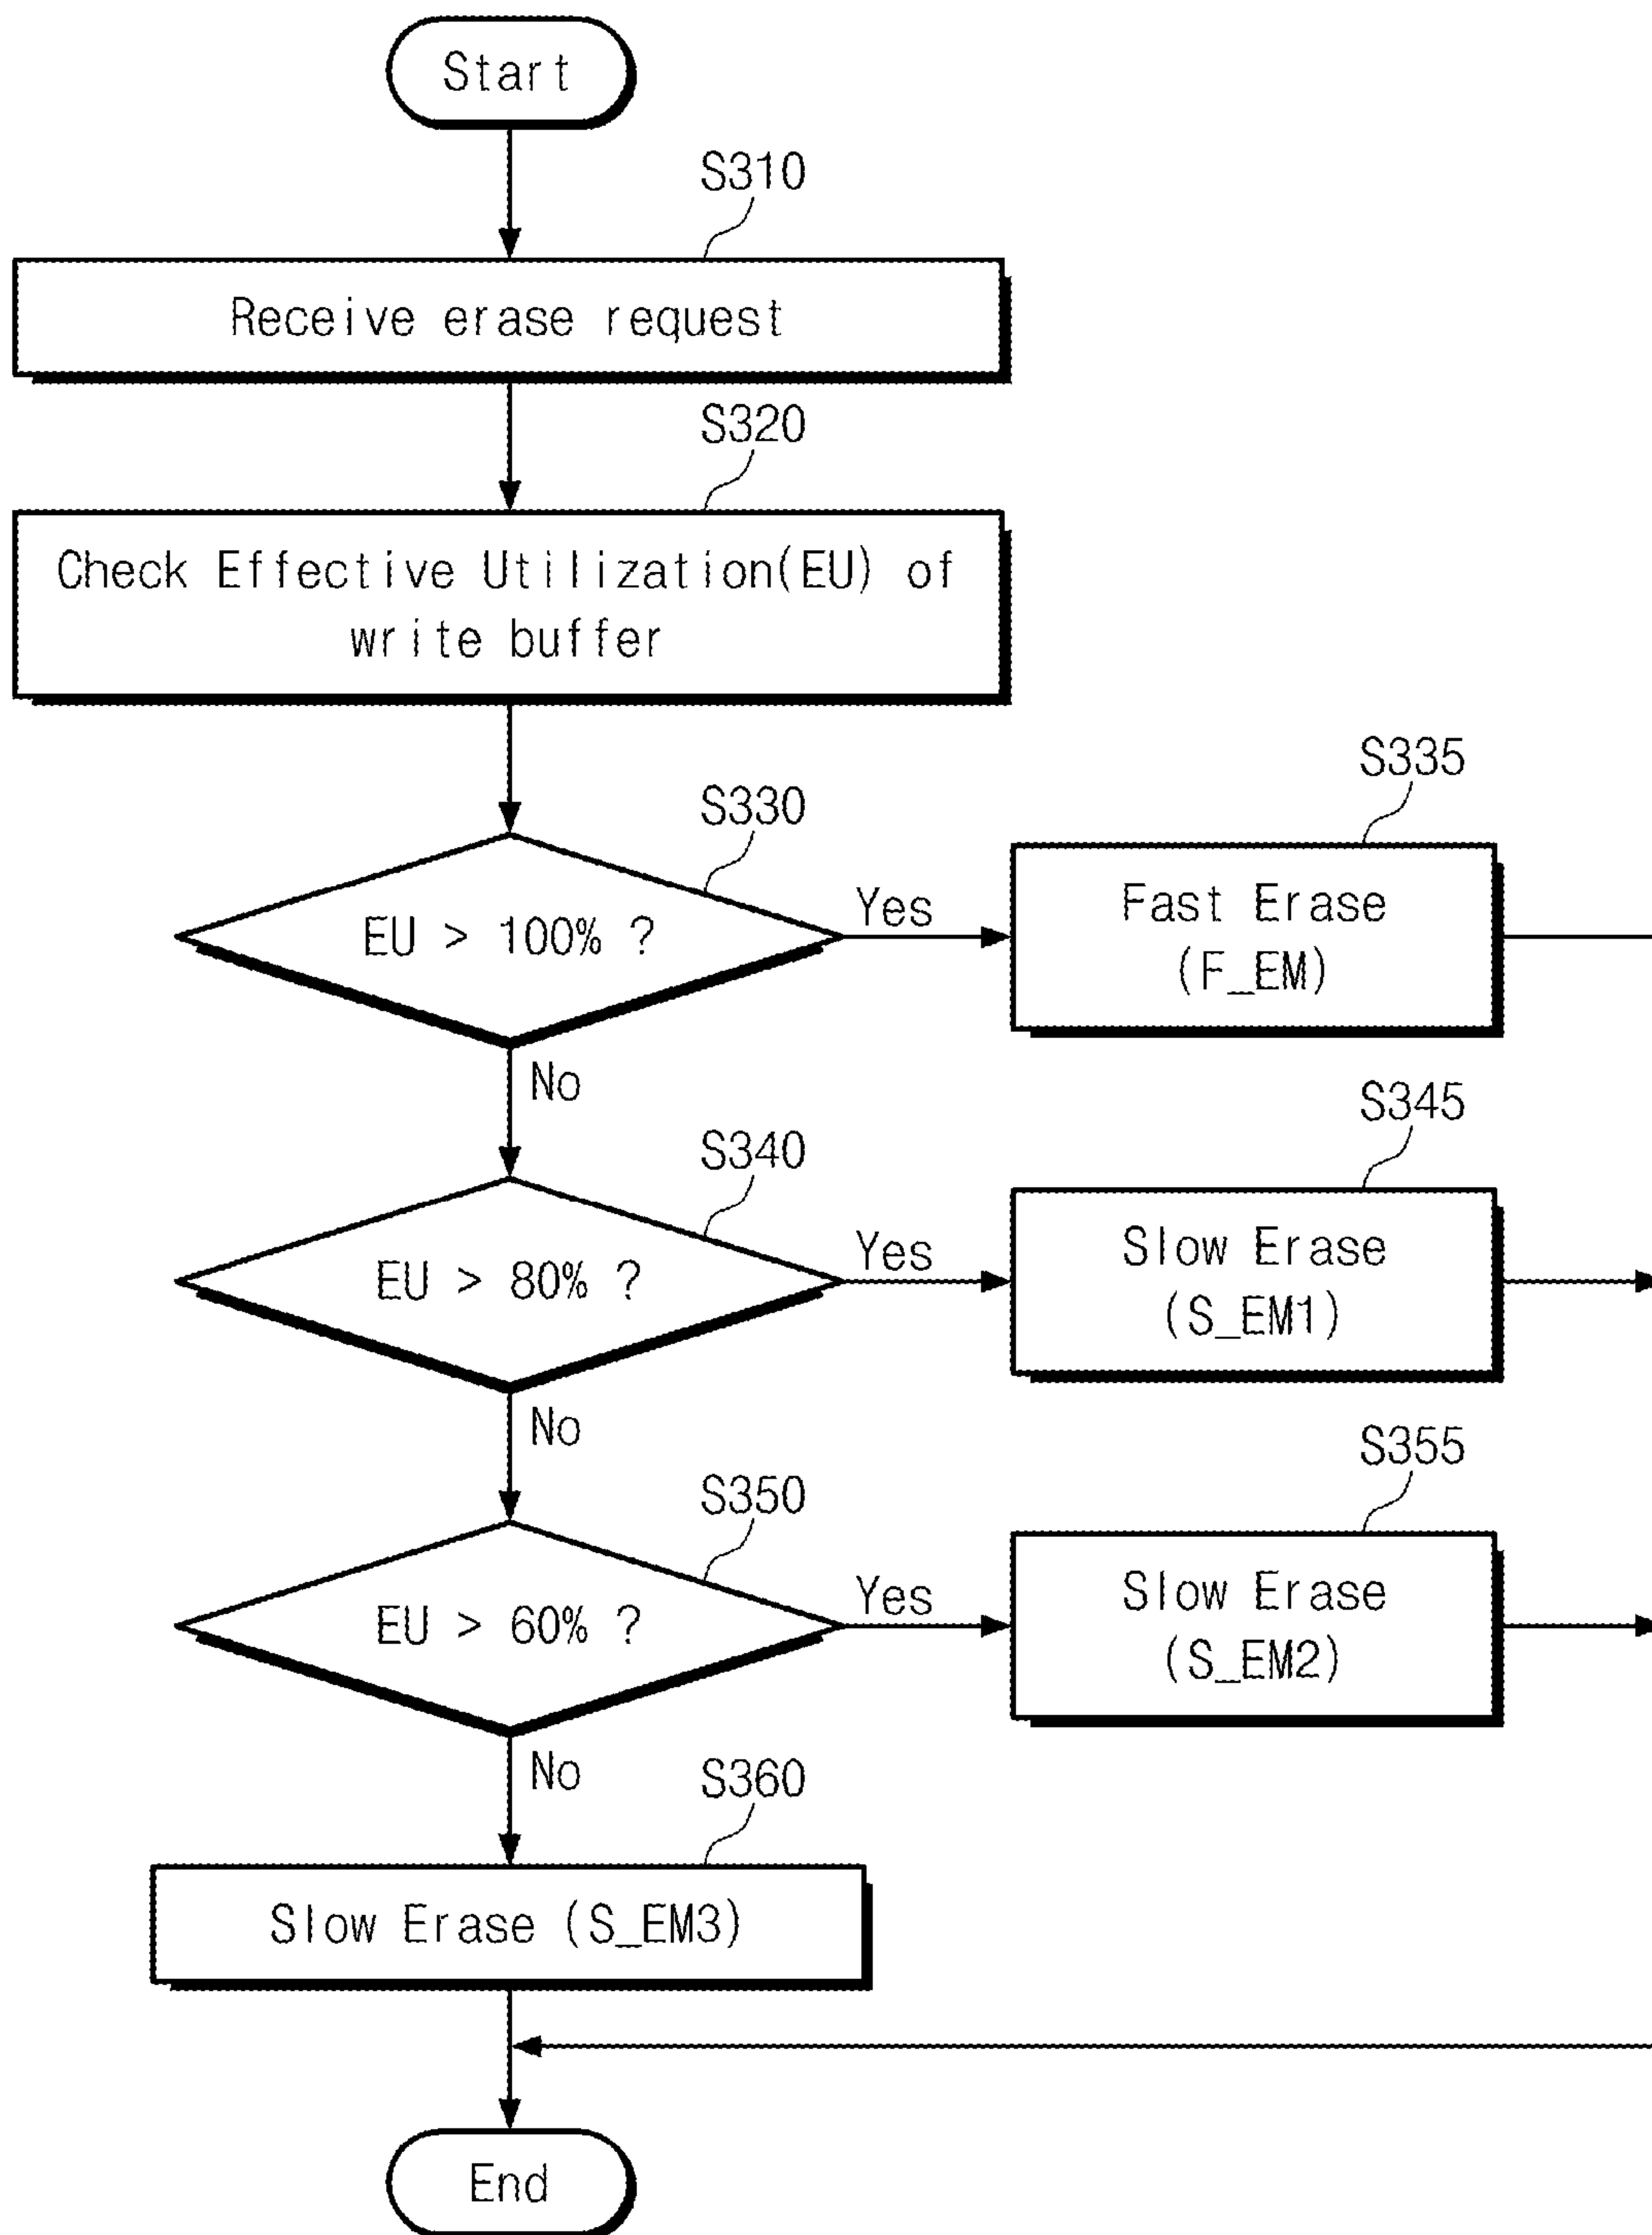 Start
S310
Receive erase request
S320
Check Effective Utilization(EU) of
write buffer
S330
EU > 100% ?
Yes
S335
Fast Erase
(F_EM)
No
S340
EU > 80% ?
Yes
S345
Slow Erase
(S_EM1)
No
S350
EU > 60% ?
Yes
S355
Slow Erase
(S_EM2)
No
S360
Slow Erase (S_EM3)
End